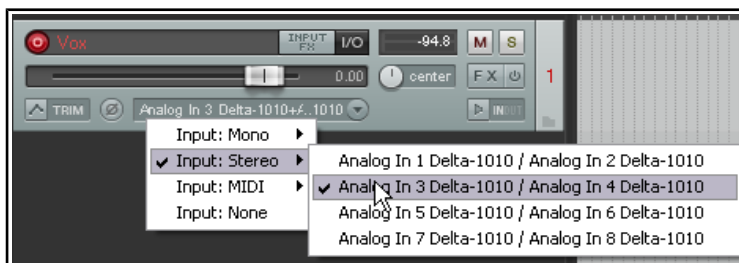 Vox INPUT FX I/O -94.8 M S
0.00 center FX 1
TRIM Analog In 3 Delta-1010+/..1010 IN OUT
Input: Mono
Input: Stereo
Input: MIDI
Input: None
Analog In 1 Delta-1010 / Analog In 2 Delta-1010
Analog In 3 Delta-1010 / Analog In 4 Delta-1010
Analog In 5 Delta-1010 / Analog In 6 Delta-1010
Analog In 7 Delta-1010 / Analog In 8 Delta-1010